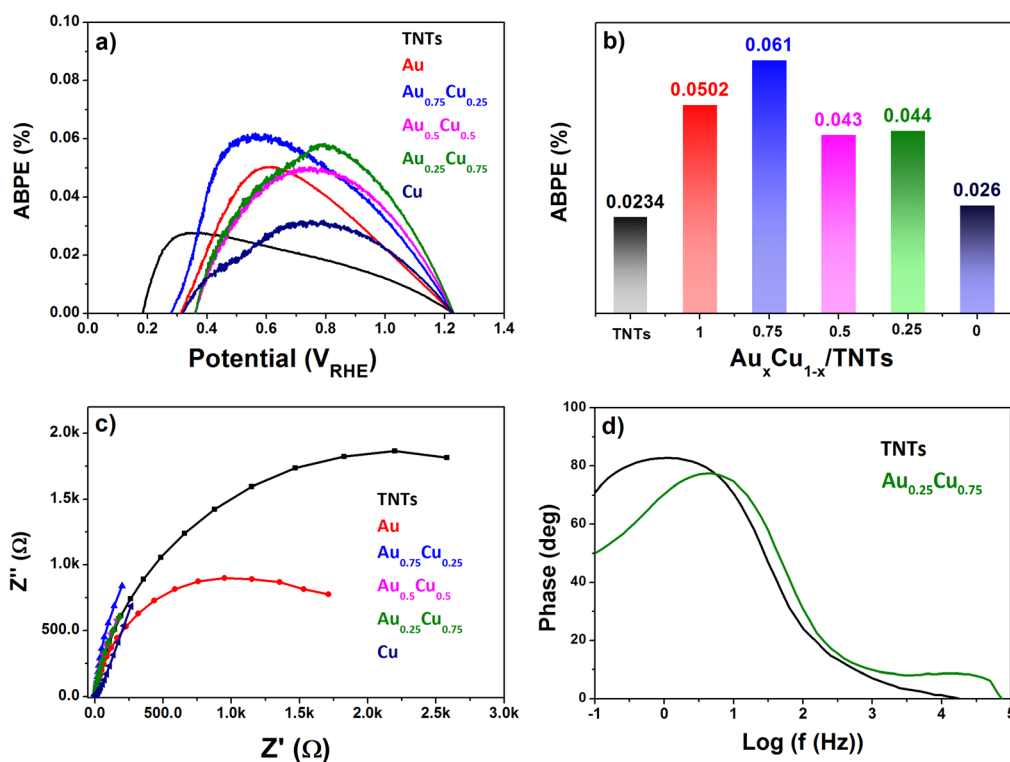 a)
ABPE (%)
0.10
0.08
0.06
0.04
0.02
0.00
0.0 0.2 0.4 0.6 0.8 1.0 1.2 1.4
Potential (V_RHE)
TNTs
Au
Au0.75Cu0.25
Au0.5Cu0.5
Au0.25Cu0.75
Cu
b)
ABPE (%)
0.0234
0.0502
0.061
0.043
0.044
0.026
TNTs 1 0.75 0.5 0.25 0
AuxCu1-x/TNTs
c)
Z'' (Ω)
2.0k
1.5k
1.0k
500.0
0.0
0.0 500.0 1.0k 1.5k 2.0k 2.5k 3.0k
Z' (Ω)
TNTs
Au
Au0.75Cu0.25
Au0.5Cu0.5
Au0.25Cu0.75
Cu
d)
Phase (deg)
100
80
60
40
20
0
-1 0 1 2 3 4 5
Log (f (Hz))
TNTs
Au0.25Cu0.75